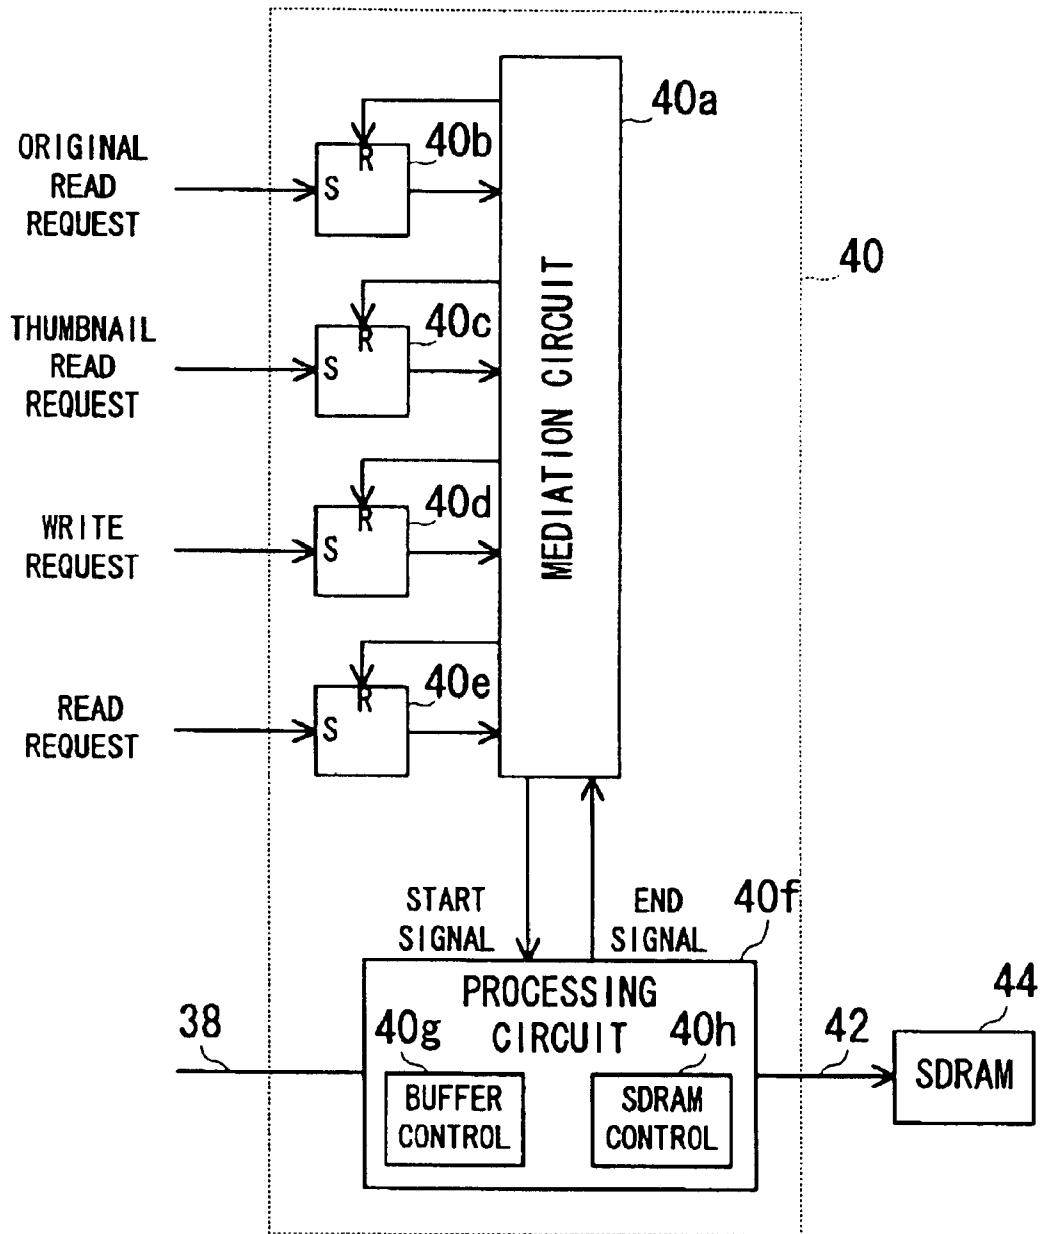 40a
R
40b
ORIGINAL
READ
REQUEST
S
40
R
40c
THUMBNAIL
READ
REQUEST
S
MEDIATION CIRCUIT
R
40d
WRITE
REQUEST
S
R
40e
READ
REQUEST
S
START
SIGNAL
END
SIGNAL
40f
PROCESSING
CIRCUIT
38
40g
40h
42
44
BUFFER
CONTROL
SDRAM
CONTROL
SDRAM